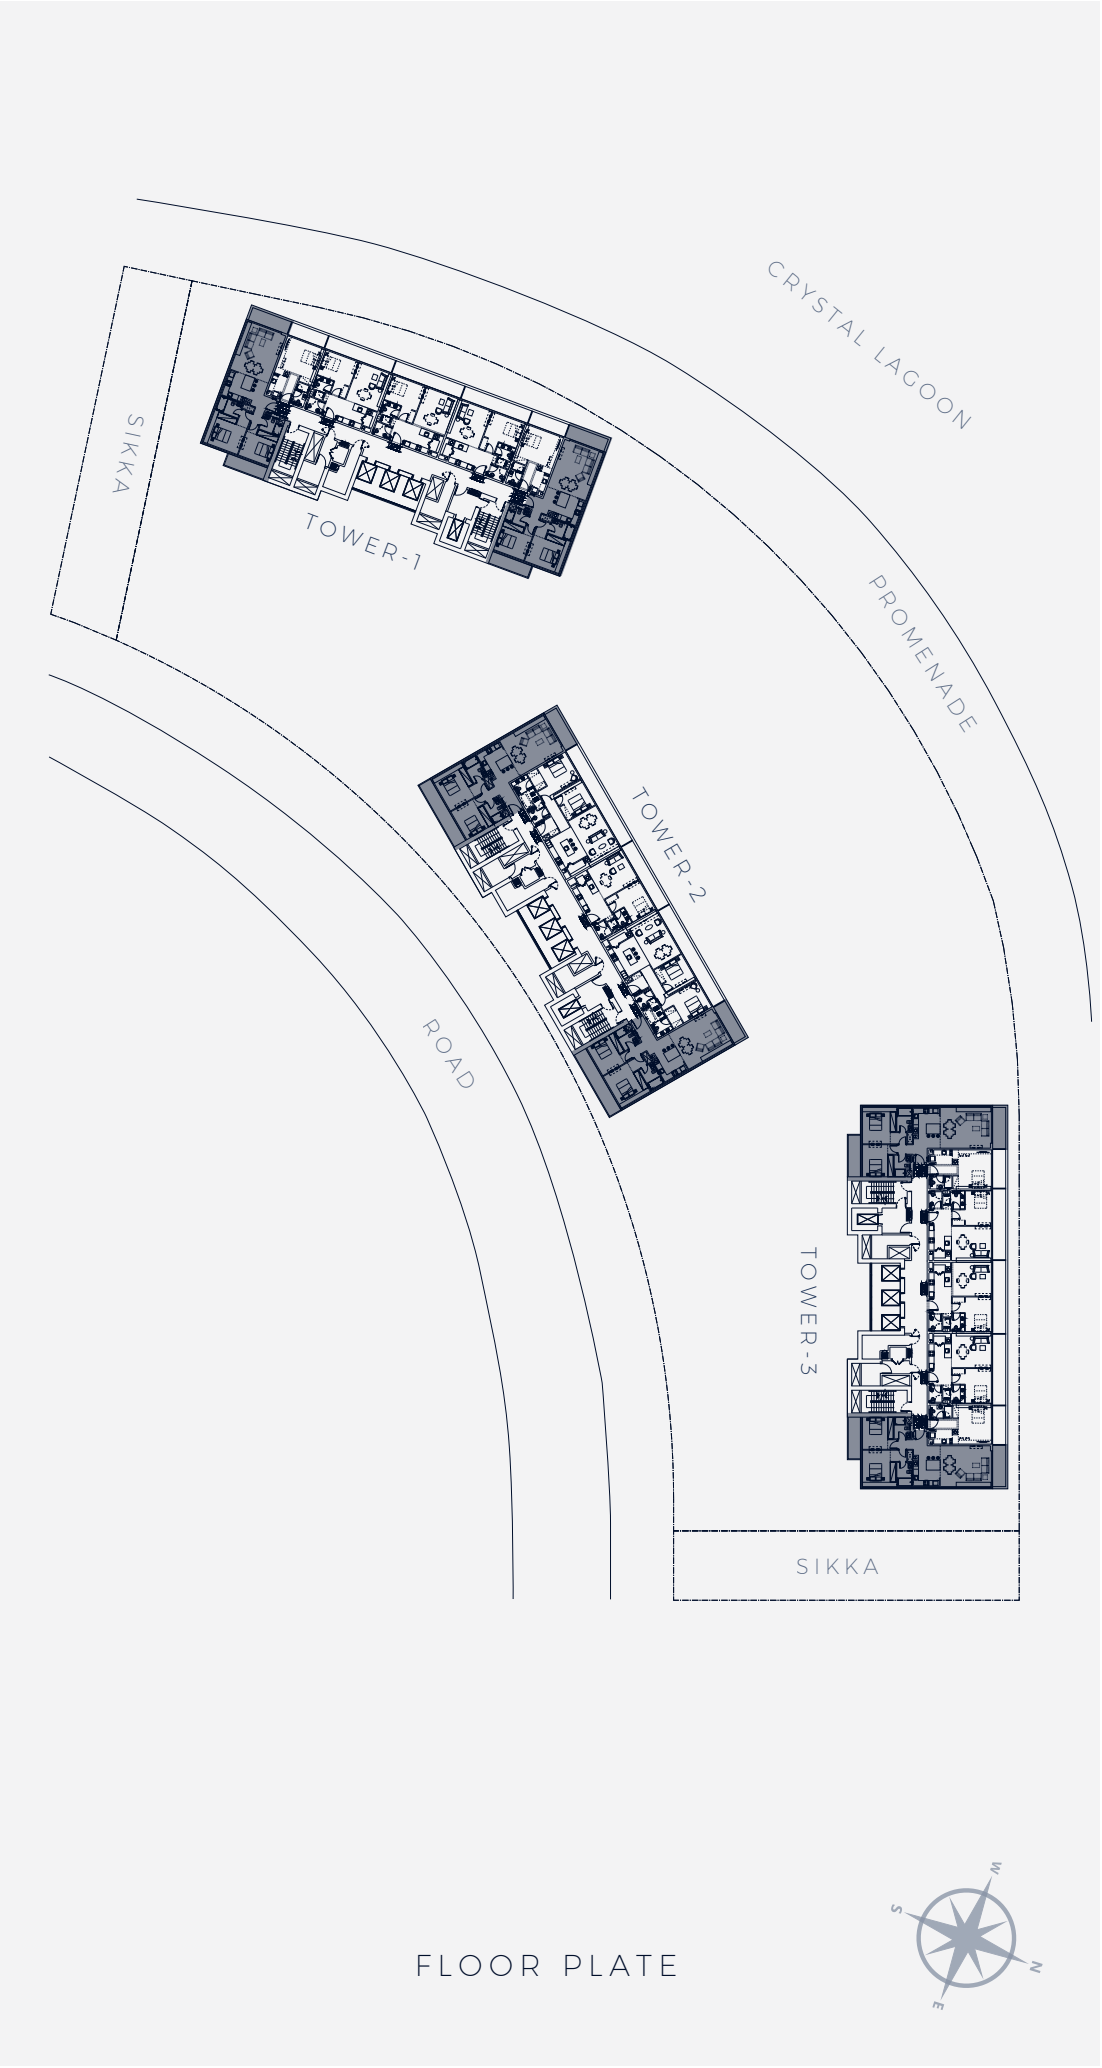 CRYSTAL LAGOON
SIKKA
TOWER-1
PROMENADE
TOWER-2
ROAD
TOWER-3
SIKKA
W
S
N
E
FLOOR PLATE